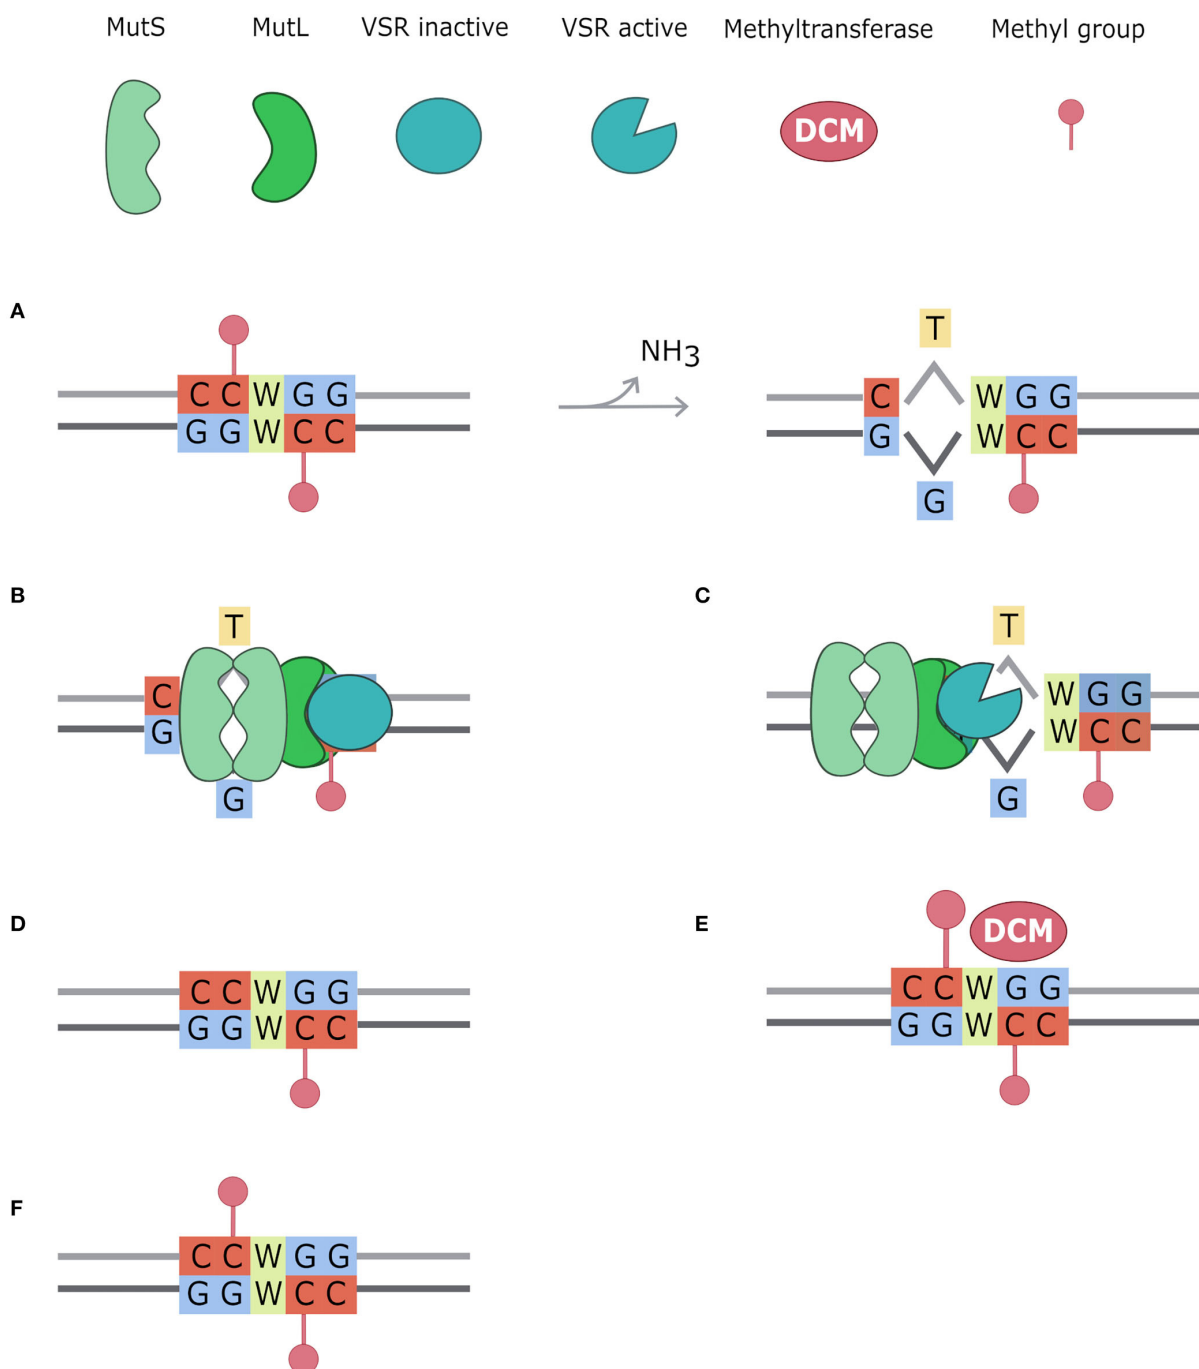 MutS MutL VSR inactive VSR active Methyltransferase Methyl group
DCM
A
NH3
T
C C W G G
G G W C C
C W G G
G W C C
G
B
C
T
T
C
G
W G G
W C C
G
G
D
E
DCM
C C W G G
G G W C C
C C W G G
G G W C C
F
C C W G G
G G W C C